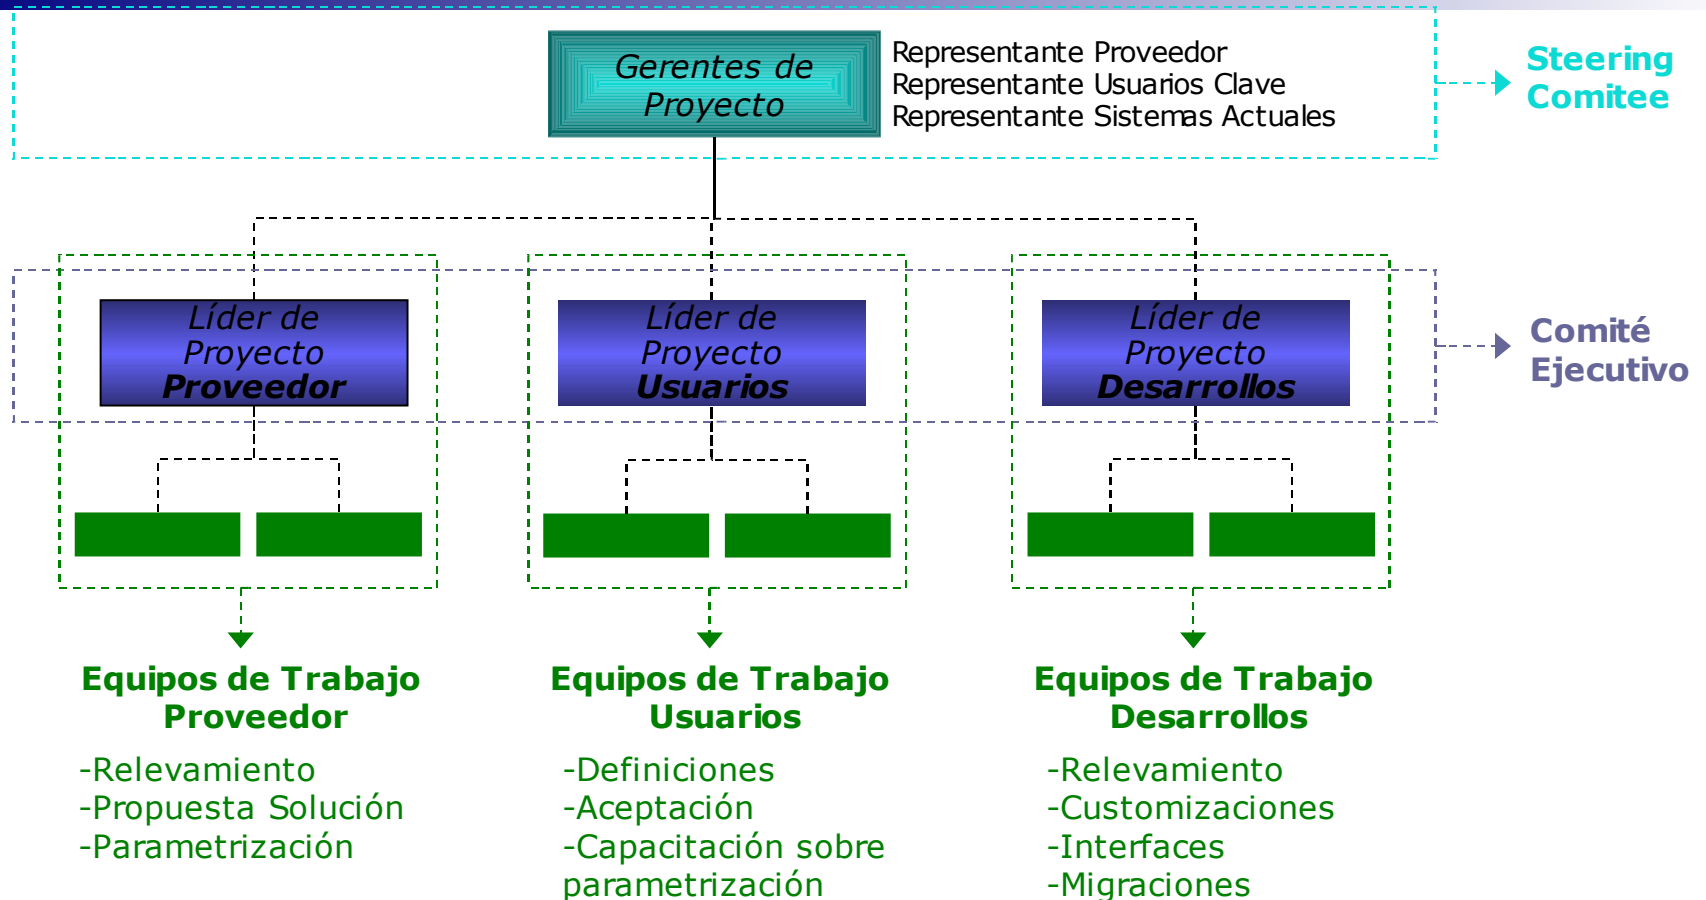 Gerentes de
Proyecto
Representante Proveedor
Representante Usuarios Clave
Representante Sistemas Actuales
Steering
Comitee
Líder de
Proyecto
Proveedor
Líder de
Proyecto
Usuarios
Líder de
Proyecto
Desarrollos
Comité
Ejecutivo
Equipos de Trabajo
Proveedor
-Relevamiento
-Propuesta Solución
-Parametrización
Equipos de Trabajo
Usuarios
-Definiciones
-Aceptación
-Capacitación sobre
parametrización
Equipos de Trabajo
Desarrollos
-Relevamiento
-Customizaciones
-Interfaces
-Migraciones